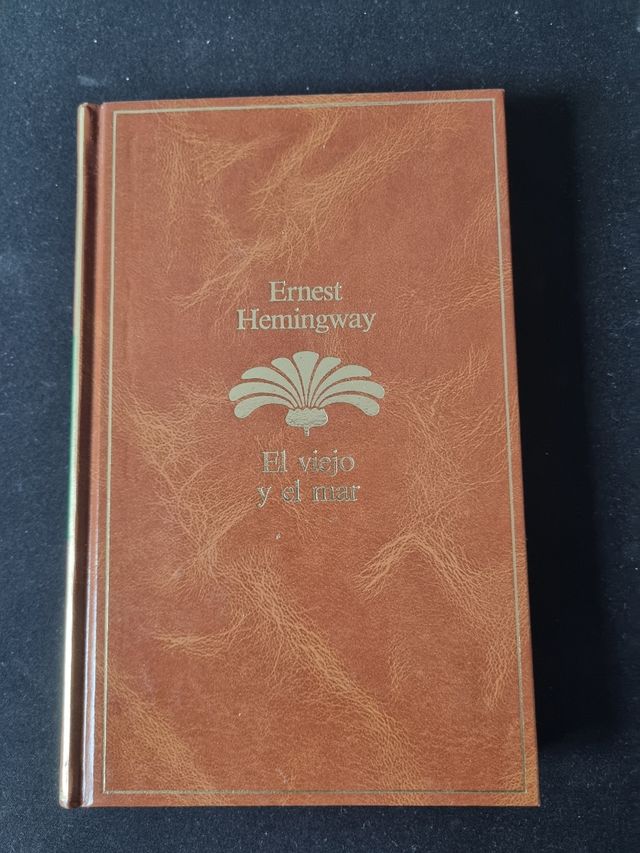 Ernest
Hemingway
El viejo
y el mar